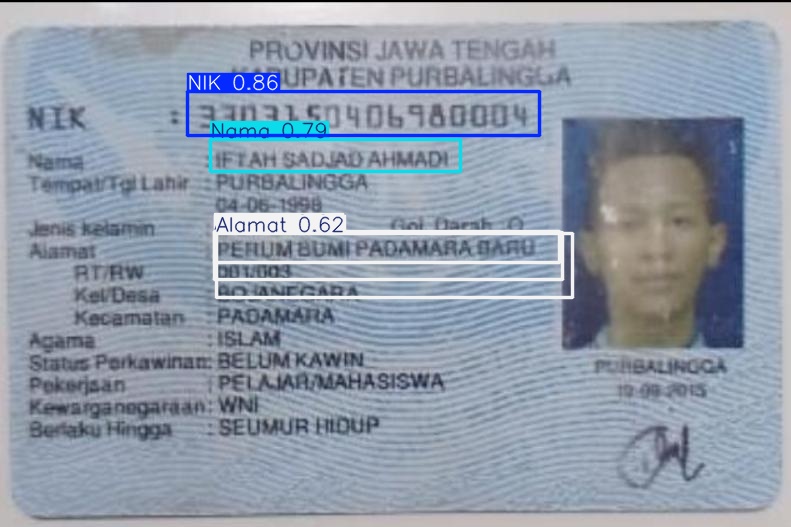 PROVINSI JAWA TENGAH
KABUPATEN PURBALINGGA
NIK 0.86
NIK : 3303150406980004
Nama 0.79
Nama : IFTAH SADJAD AHMADI
Tempat/Tgl Lahir : PURBALINGGA
04-06-1998
Alamat 0.62
Jenis kelamin Gol. Darah O
Alamat PERUM BUMI PADAMARA BARU
RT/RW 001/003
Kel/Desa BOJANEGARA
Kecamatan : PADAMARA
Agama : ISLAM
Status Perkawinan: BELUM KAWIN
Pekerjaan : PELAJAR/MAHASISWA
Kewarganegaraan: WNI
Berlaku Hingga : SEUMUR HIDUP
PURBALINGGA
19-09-2015